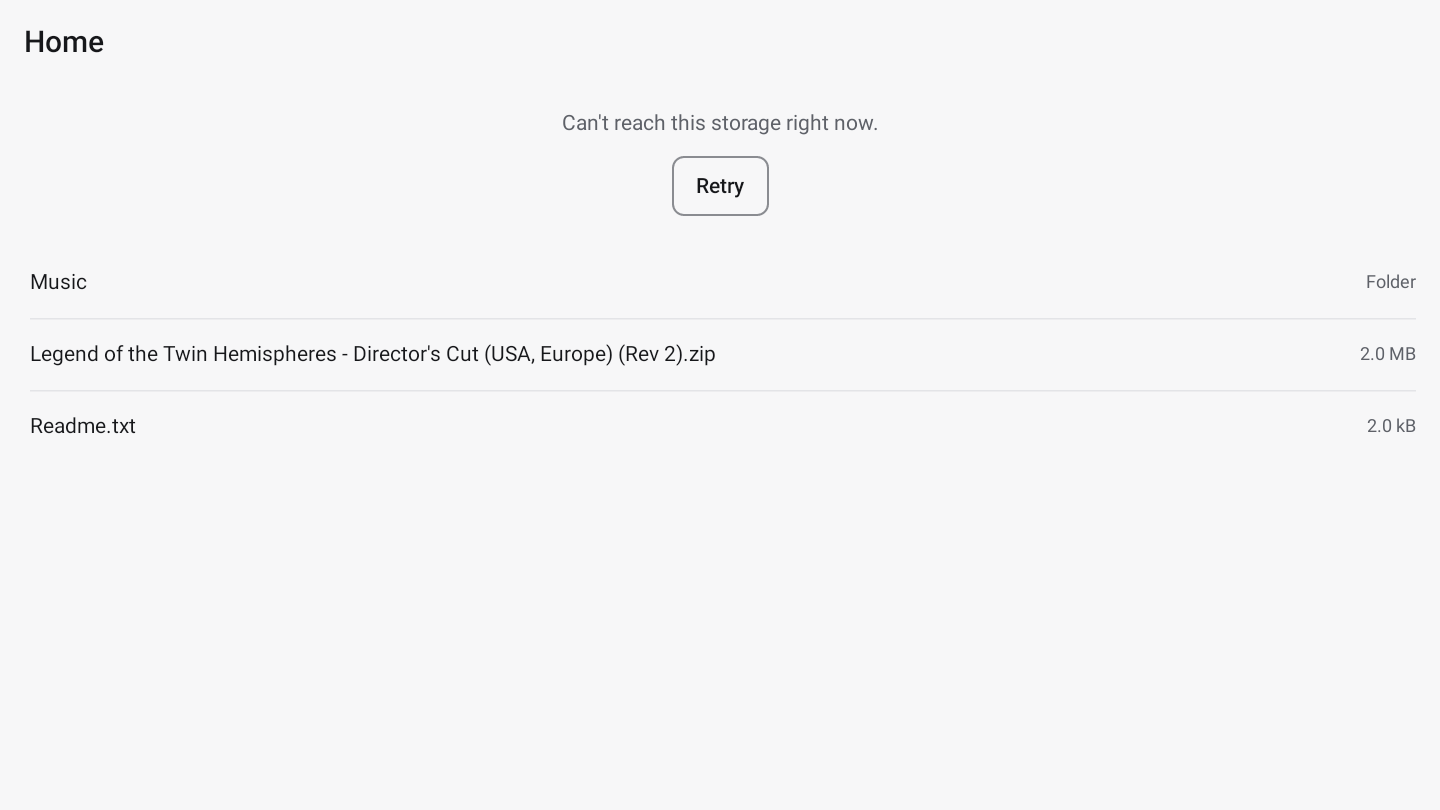 Home
Can't reach this storage right now.
Retry
Music Folder
Legend of the Twin Hemispheres - Director's Cut (USA, Europe) (Rev 2).zip 2.0 MB
Readme.txt 2.0 kB